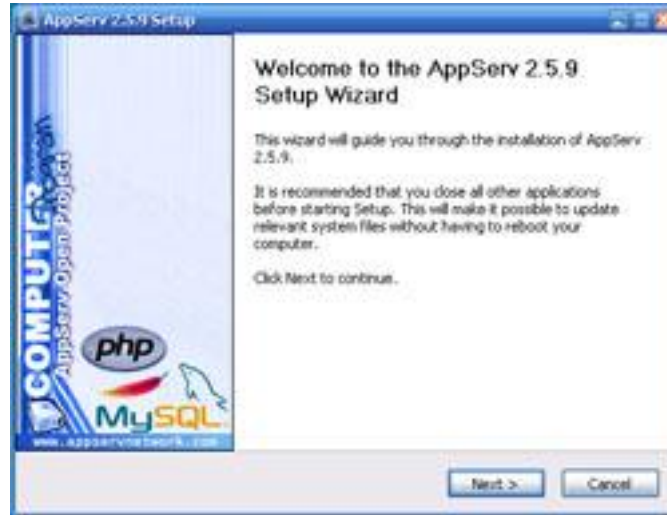 AppServ 2.5.9 Setup
Welcome to the AppServ 2.5.9
Setup Wizard
This wizard will guide you through the installation of AppServ
2.5.9.
It is recommended that you close all other applications
before starting Setup. This will make it possible to update
relevant system files without having to reboot your
computer.
Click Next to continue.
COMPUTER
Program
AppServ Open Project
php
MySQL
www.appservnetwork.com
Next >
Cancel